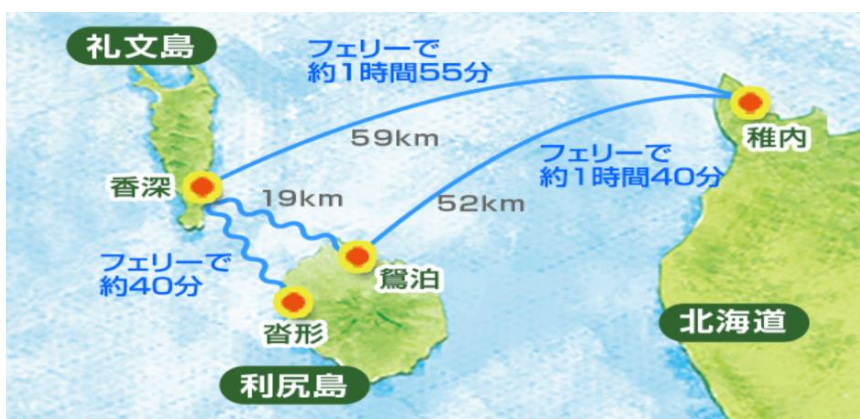 礼文島
フェリーで
約1時間55分
稚内
59km
フェリーで
約1時間40分
香深
19km
52km
フェリーで
約40分
鴛泊
沓形
北海道
利尻島